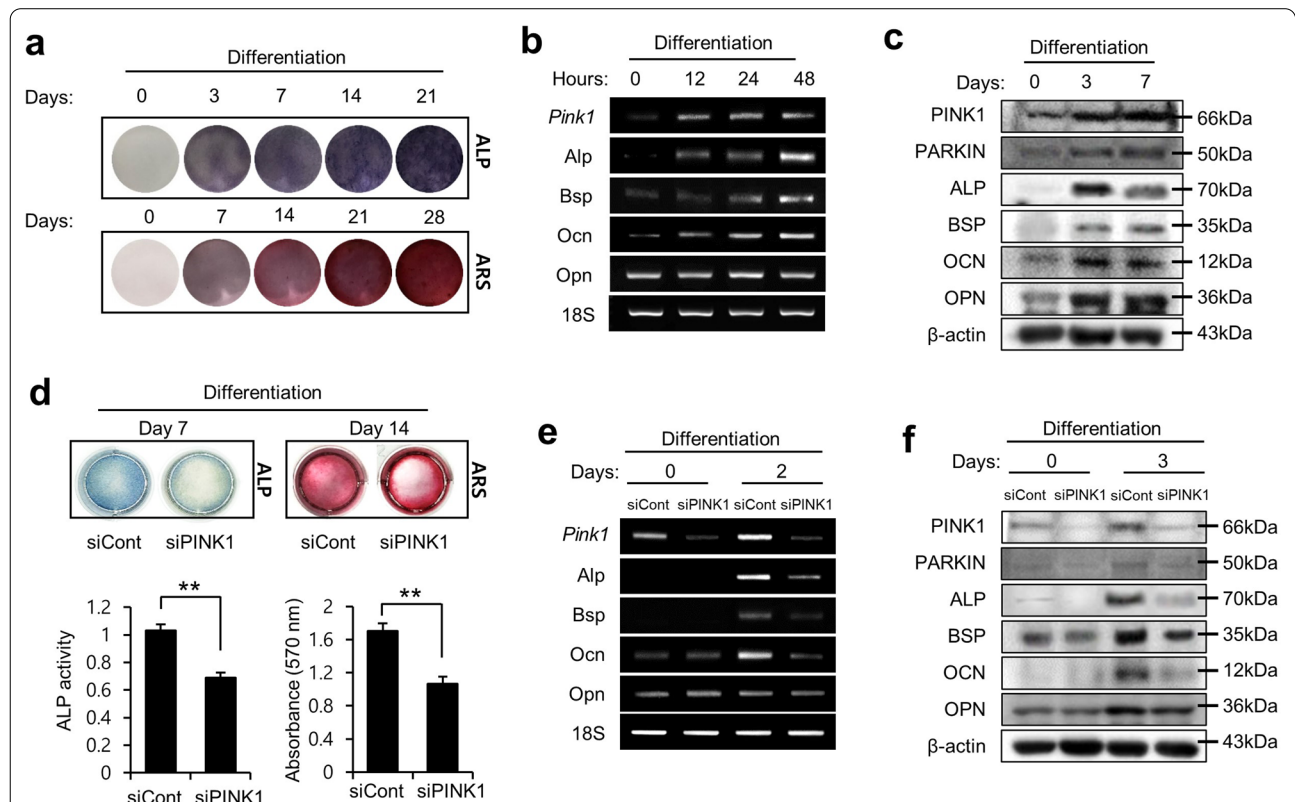 a
Differentiation
Days: 0 3 7 14 21
ALP
Days: 0 7 14 21 28
ARS
b
Differentiation
Hours: 0 12 24 48
Pink1
Alp
Bsp
Ocn
Opn
18S
c
Differentiation
Days: 0 3 7
PINK1 66kDa
PARKIN 50kDa
ALP 70kDa
BSP 35kDa
OCN 12kDa
OPN 36kDa
β-actin 43kDa
d
Differentiation
Day 7 Day 14
ALP ARS
siCont siPINK1 siCont siPINK1
**
ALP activity
1.2
1
0.8
0.6
0.4
0.2
0
siCont siPINK1
**
Absorbance (570 nm)
2
1.6
1.2
0.8
0.4
0
siCont siPINK1
e
Differentiation
Days: 0 2
siCont siPINK1 siCont siPINK1
Pink1
Alp
Bsp
Ocn
Opn
18S
f
Differentiation
Days: 0 3
siCont siPINK1 siCont siPINK1
PINK1 66kDa
PARKIN 50kDa
ALP 70kDa
BSP 35kDa
OCN 12kDa
OPN 36kDa
β-actin 43kDa